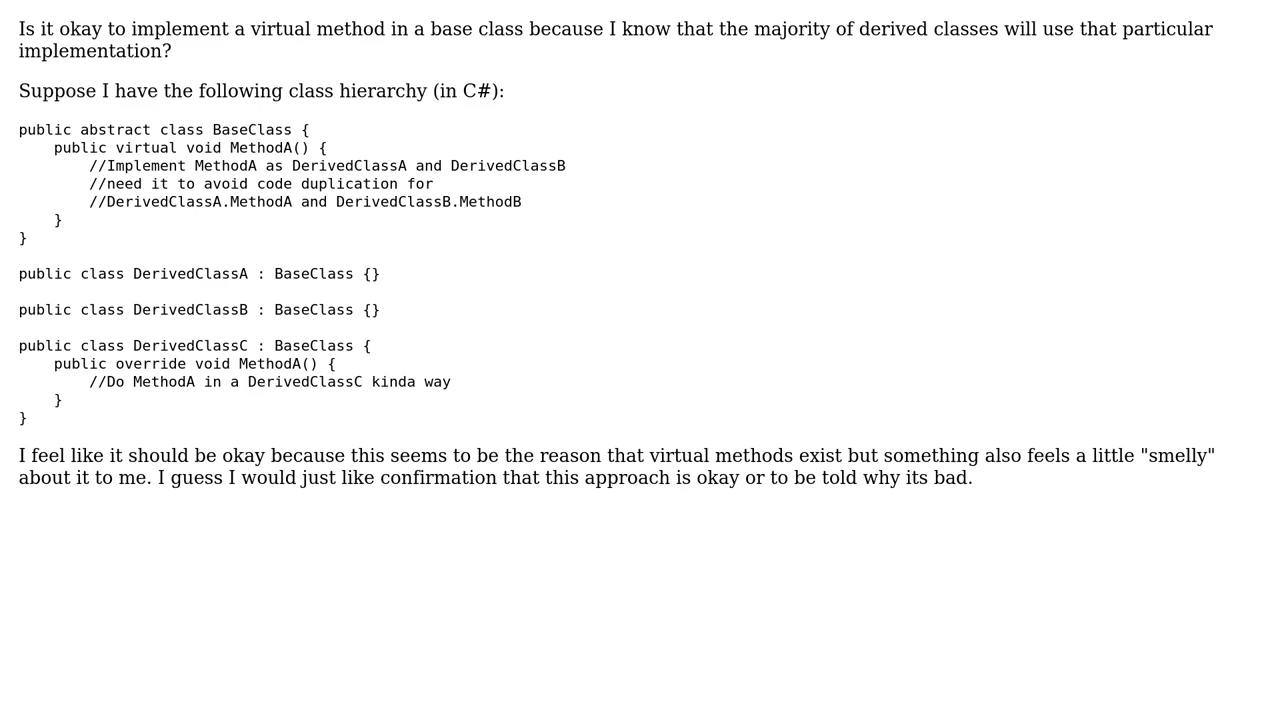 Is it okay to implement a virtual method in a base class because I know that the majority of derived classes will use that particular
implementation?
Suppose I have the following class hierarchy (in C#):
public abstract class BaseClass {
    public virtual void MethodA() {
        //Implement MethodA as DerivedClassA and DerivedClassB
        //need it to avoid code duplication for
        //DerivedClassA.MethodA and DerivedClassB.MethodB
    }
}
public class DerivedClassA : BaseClass {}
public class DerivedClassB : BaseClass {}
public class DerivedClassC : BaseClass {
    public override void MethodA() {
        //Do MethodA in a DerivedClassC kinda way
    }
}
I feel like it should be okay because this seems to be the reason that virtual methods exist but something also feels a little "smelly"
about it to me. I guess I would just like confirmation that this approach is okay or to be told why its bad.